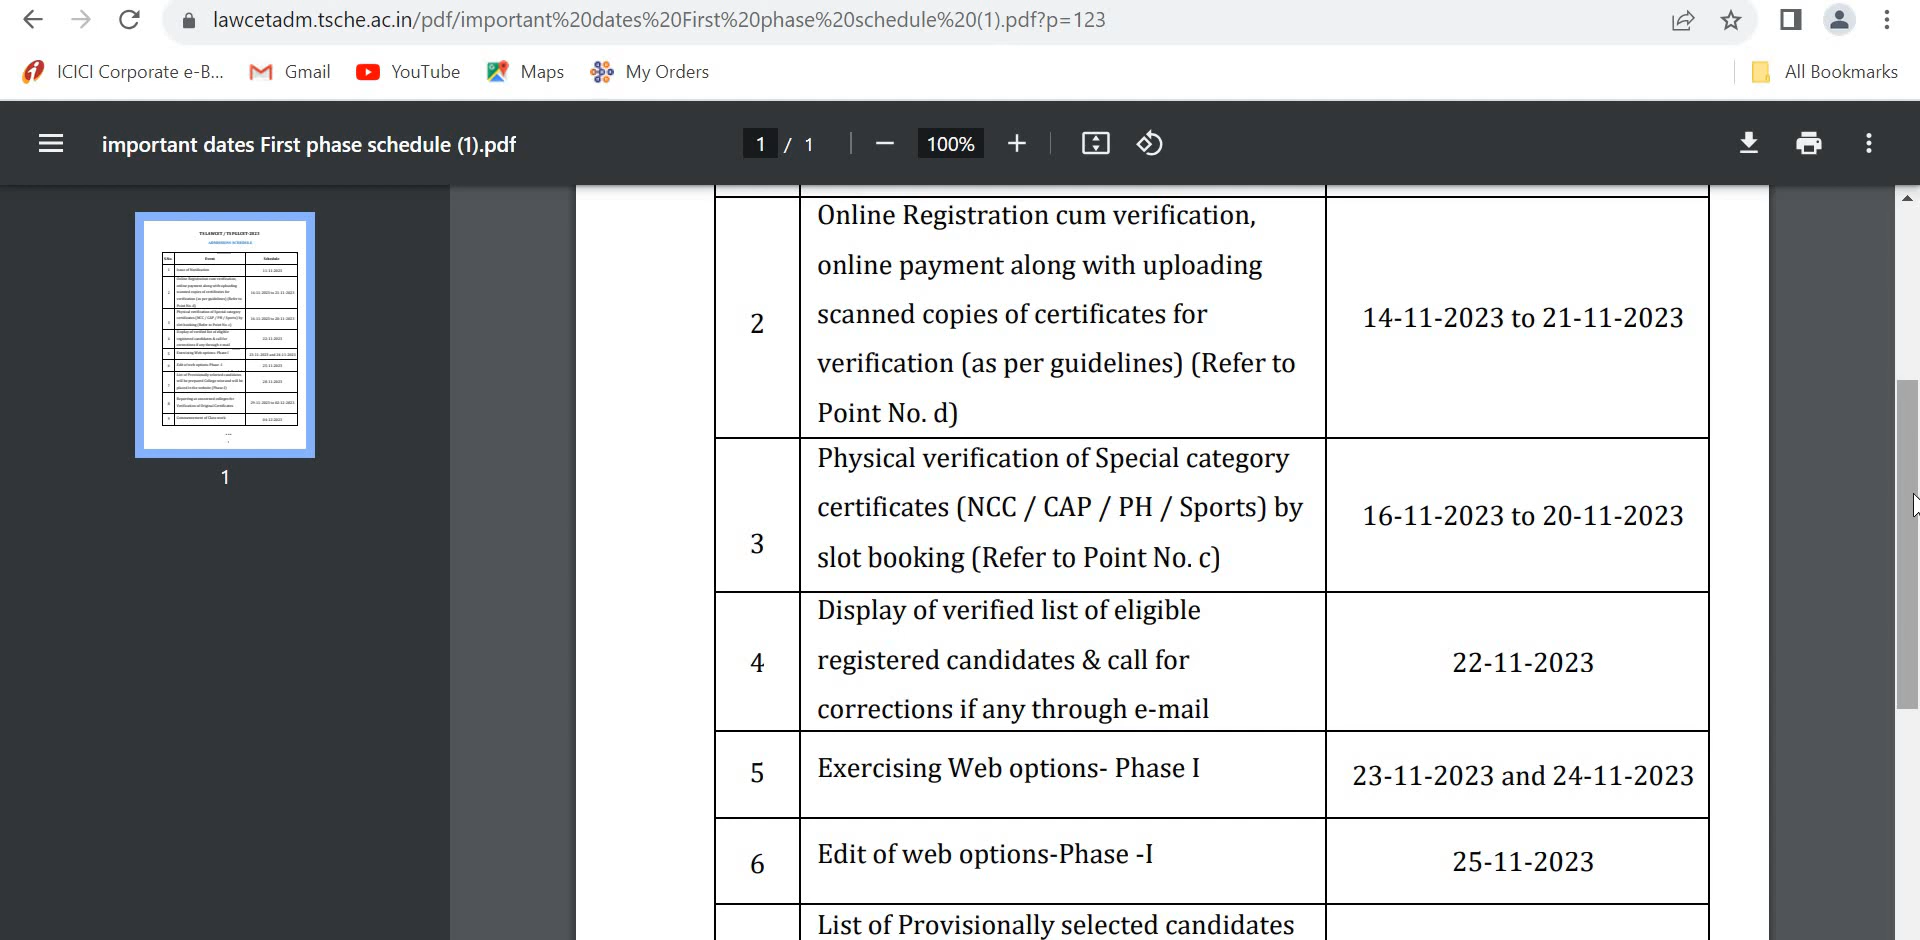 lawcetadm.tsche.ac.in/pdf/important%20dates%20First%20phase%20schedule%20(1).pdf?p=123
ICICI Corporate e-B...
Gmail
YouTube
Maps
My Orders
All Bookmarks
important dates First phase schedule (1).pdf
1 / 1
100%
Online Registration cum verification,
online payment along with uploading
scanned copies of certificates for
verification (as per guidelines) (Refer to
Point No. d)
2
14-11-2023 to 21-11-2023
Physical verification of Special category
certificates (NCC / CAP / PH / Sports) by
slot booking (Refer to Point No. c)
3
16-11-2023 to 20-11-2023
Display of verified list of eligible
registered candidates & call for
corrections if any through e-mail
4
22-11-2023
5
Exercising Web options- Phase I
23-11-2023 and 24-11-2023
6
Edit of web options-Phase -I
25-11-2023
List of Provisionally selected candidates
1